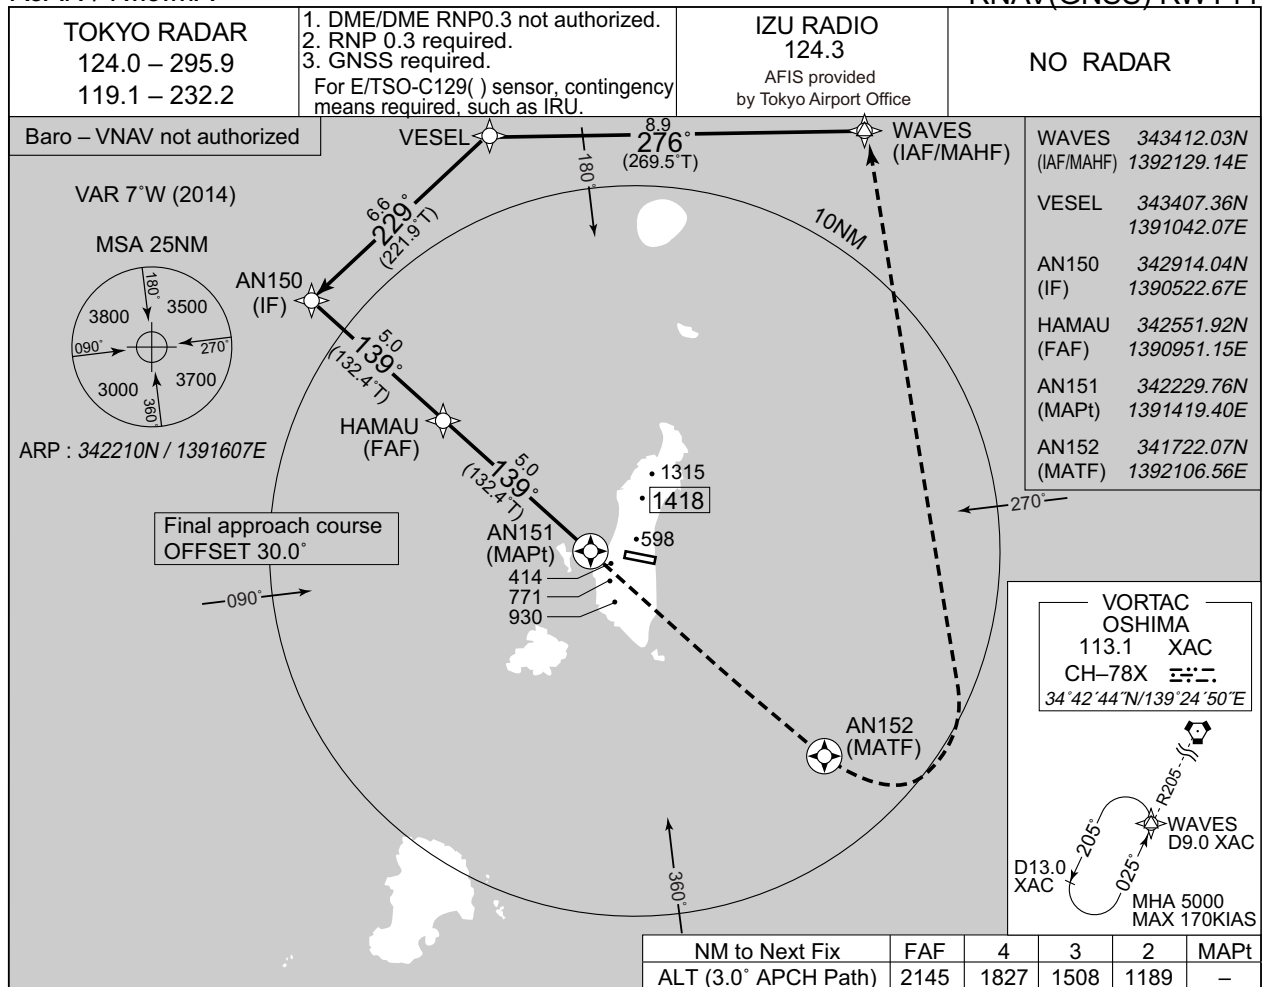 TOKYO RADAR
124.0 – 295.9
119.1 – 232.2
1. DME/DME RNP0.3 not authorized.
2. RNP 0.3 required.
3. GNSS required.
For E/TSO-C129( ) sensor, contingency
means required, such as IRU.
IZU RADIO
124.3
AFIS provided
by Tokyo Airport Office
NO RADAR
Baro – VNAV not authorized
VAR 7˚W (2014)
MSA 25NM
180˚
3800
3500
090˚
270˚
3000
3700
360˚
ARP : 342210N / 1391607E
VESEL
8.9
276˚
(269.5˚T)
WAVES
(IAF/MAHF)
180˚
6.6
229˚
(221.9˚T)
10NM
AN150
(IF)
5.0
139˚
(132.4˚T)
HAMAU
(FAF)
5.0
139˚
(132.4˚T)
1315
1418
598
AN151
(MAPt)
414
771
930
Final approach course
OFFSET 30.0˚
090˚
270˚
360˚
AN152
(MATF)
WAVES 343412.03N
(IAF/MAHF) 1392129.14E
VESEL 343407.36N
1391042.07E
AN150 342914.04N
(IF) 1390522.67E
HAMAU 342551.92N
(FAF) 1390951.15E
AN151 342229.76N
(MAPt) 1391419.40E
AN152 341722.07N
(MATF) 1392106.56E
VORTAC
OSHIMA
113.1 XAC
CH–78X
34˚42´44˝N/139˚24´50˝E
R205
WAVES
D9.0 XAC
205˚
025˚
D13.0
XAC
MHA 5000
MAX 170KIAS
NM to Next Fix FAF 4 3 2 MAPt
ALT (3.0˚ APCH Path) 2145 1827 1508 1189 –